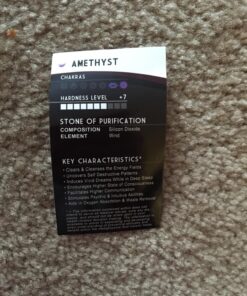 AMETHYST
CHAKRAS
HARDNESS LEVEL +7
STONE OF PURIFICATION
COMPOSITION Silicon Dioxide
ELEMENT Wind
KEY CHARACTERISTICS*
• Clears & Cleanses the Energy Fields
• Uncovers Self Destructive Patterns
• Induces Vivid Dreams While in Deep Sleep
• Encourages Higher State of Consciousness
• Facilitates Higher Communication
• Stimulates Psychic & Intuitive Abilities
• Aids in Oxygen Absorption & Waste Removal